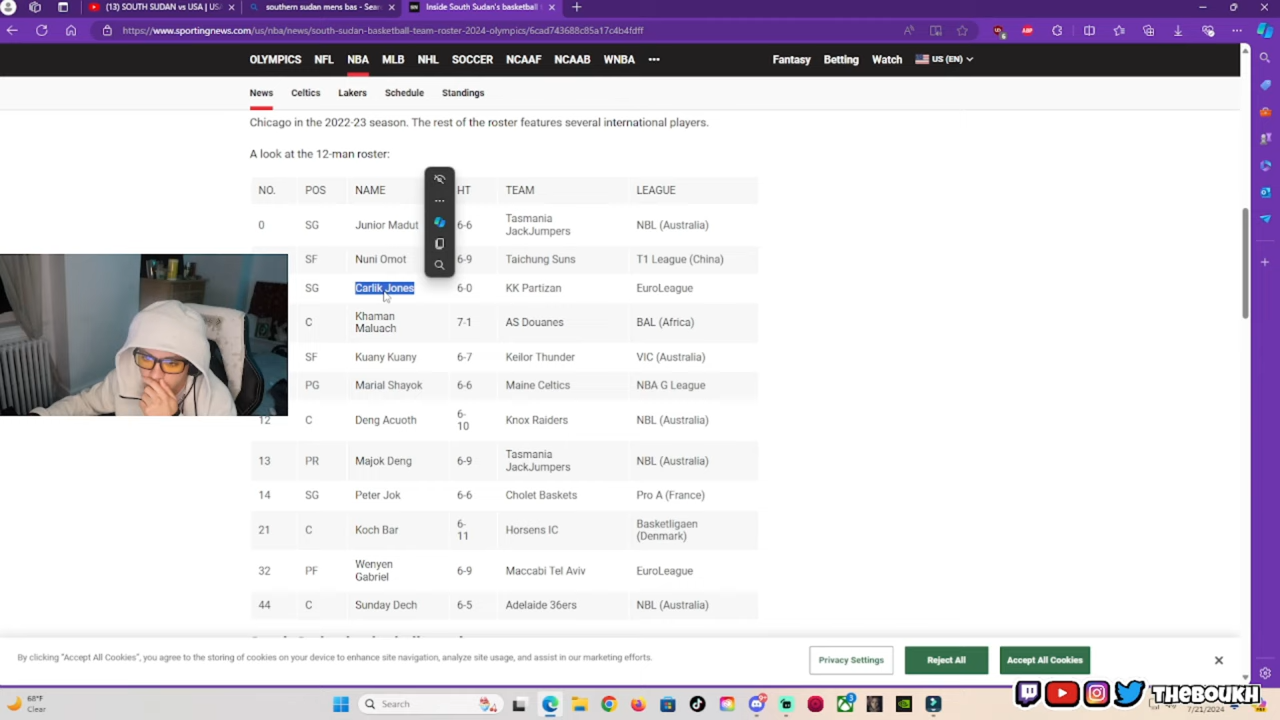 (13) SOUTH SUDAN vs USA | US
southern sudan mens bas - Sear
Inside South Sudan's basketball t
https://www.sportingnews.com/us/nba/news/south-sudan-basketball-team-roster-2024-olympics/6cad743688c85a17c4b4fdff
OLYMPICS NFL NBA MLB NHL SOCCER NCAAF NCAAB WNBA ••• Fantasy Betting Watch US (EN)
News Celtics Lakers Schedule Standings
Chicago in the 2022-23 season. The rest of the roster features several international players.
A look at the 12-man roster:
NO. POS NAME HT TEAM LEAGUE
0 SG Junior Madut 6-6 Tasmania JackJumpers NBL (Australia)
SF Nuni Omot 6-9 Taichung Suns T1 League (China)
SG Carlik Jones 6-0 KK Partizan EuroLeague
C Khaman Maluach 7-1 AS Douanes BAL (Africa)
SF Kuany Kuany 6-7 Keilor Thunder VIC (Australia)
PG Marial Shayok 6-6 Maine Celtics NBA G League
12 C Deng Acuoth 6-10 Knox Raiders NBL (Australia)
13 PR Majok Deng 6-9 Tasmania JackJumpers NBL (Australia)
14 SG Peter Jok 6-6 Cholet Baskets Pro A (France)
21 C Koch Bar 6-11 Horsens IC Basketligaen (Denmark)
32 PF Wenyen Gabriel 6-9 Maccabi Tel Aviv EuroLeague
44 C Sunday Dech 6-5 Adelaide 36ers NBL (Australia)
By clicking "Accept All Cookies", you agree to the storing of cookies on your device to enhance site navigation, analyze site usage, and assist in our marketing efforts.
Privacy Settings Reject All Accept All Cookies
68°F
Clear
Search
THEBOUKH
7/21/2024